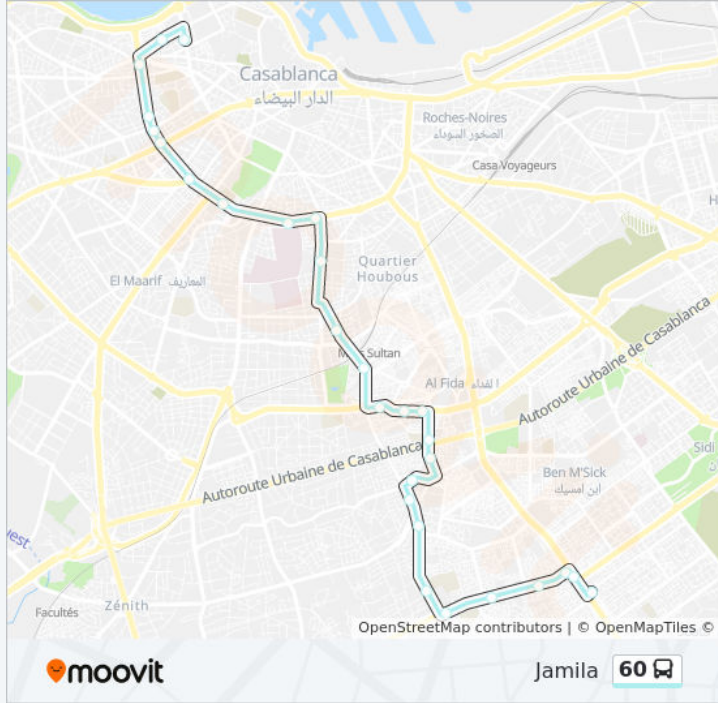 Casablanca
الدار البيضاء
Roches-Noires
الصخور السوداء
Casa Voyageurs
H
Quartier
Houbous
El Maarif المعاريف
Sultan
Al Fida الفداء
Autoroute Urbaine de Casablanca
Autoroute Urbaine de Casablanca
Ben M'Sick
ابن امسيك
Sidi
est
Facultés
Zénith
OpenStreetMap contributors | © OpenMapTiles ©
moovit
Jamila 60